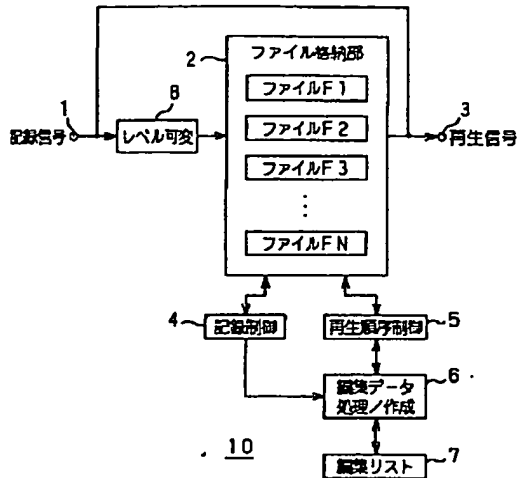 2
ファイル格納部
ファイルF1
ファイルF2
ファイルF3
⋮
ファイルFN
1
記録信号
8
レベル可変
3
再生信号
4
記録制御
再生順序制御
5
編集データ
処理/作成
6
10
編集リスト
7